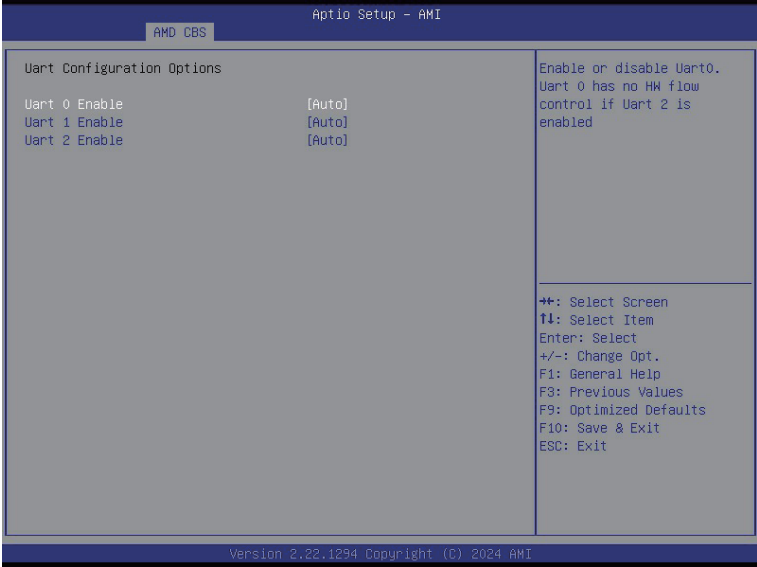 Aptio Setup – AMI
AMD CBS
Uart Configuration Options
Uart 0 Enable [Auto]
Uart 1 Enable [Auto]
Uart 2 Enable [Auto]
Enable or disable Uart0.
Uart 0 has no HW flow
control if Uart 2 is
enabled
→←: Select Screen
↑↓: Select Item
Enter: Select
+/-: Change Opt.
F1: General Help
F3: Previous Values
F9: Optimized Defaults
F10: Save & Exit
ESC: Exit
Version 2.22.1294 Copyright (C) 2024 AMI